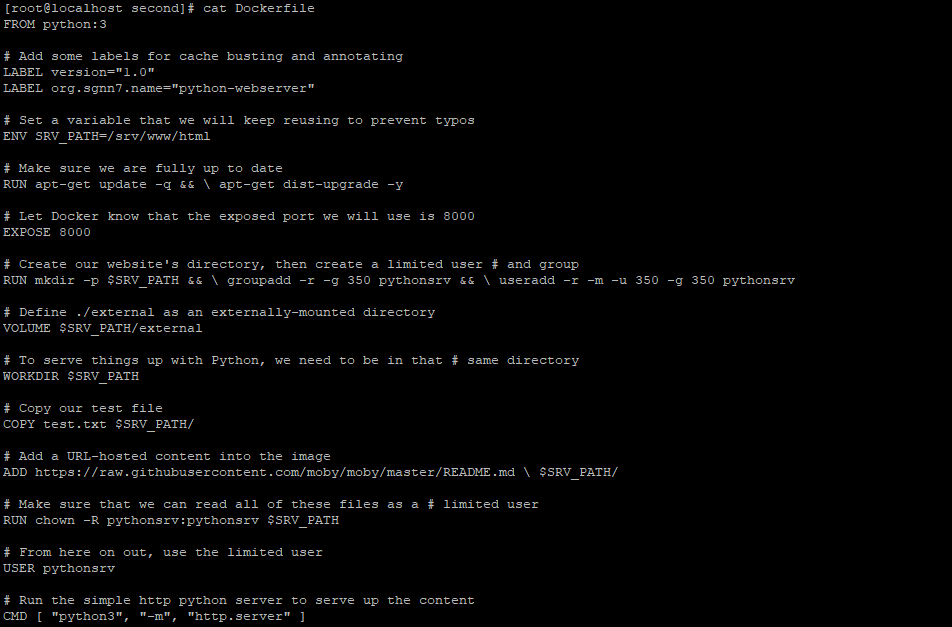 [root@localhost second]# cat Dockerfile
FROM python:3
# Add some labels for cache busting and annotating
LABEL version="1.0"
LABEL org.sgnn7.name="python-webserver"
# Set a variable that we will keep reusing to prevent typos
ENV SRV_PATH=/srv/www/html
# Make sure we are fully up to date
RUN apt-get update -q && \ apt-get dist-upgrade -y
# Let Docker know that the exposed port we will use is 8000
EXPOSE 8000
# Create our website's directory, then create a limited user # and group
RUN mkdir -p $SRV_PATH && \ groupadd -r -g 350 pythonsrv && \ useradd -r -m -u 350 -g 350 pythonsrv
# Define ./external as an externally-mounted directory
VOLUME $SRV_PATH/external
# To serve things up with Python, we need to be in that # same directory
WORKDIR $SRV_PATH
# Copy our test file
COPY test.txt $SRV_PATH/
# Add a URL-hosted content into the image
ADD https://raw.githubusercontent.com/moby/moby/master/README.md \ $SRV_PATH/
# Make sure that we can read all of these files as a # limited user
RUN chown -R pythonsrv:pythonsrv $SRV_PATH
# From here on out, use the limited user
USER pythonsrv
# Run the simple http python server to serve up the content
CMD [ "python3", "-m", "http.server" ]